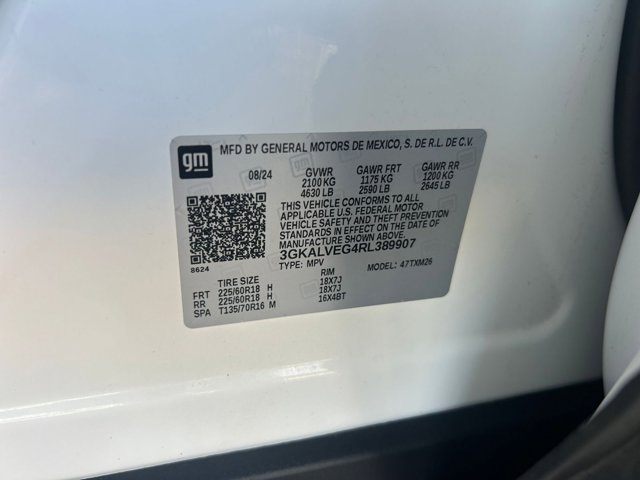 gm
MFD BY GENERAL MOTORS DE MEXICO, S. DE R.L. DE C.V.
08/24 GVWR GAWR FRT GAWR RR
2100 KG 1175 KG 1200 KG
4630 LB 2590 LB 2645 LB
THIS VEHICLE CONFORMS TO ALL
APPLICABLE U.S. FEDERAL MOTOR
VEHICLE SAFETY AND THEFT PREVENTION
STANDARDS IN EFFECT ON THE DATE OF
MANUFACTURE SHOWN ABOVE.
3GKALVEG4RL389907
8624 TYPE: MPV MODEL: 47TXM26
TIRE SIZE RIM
FRT 225/60R18 H 18X7J
RR 225/60R18 H 18X7J
SPA T135/70R16 M 16X4BT